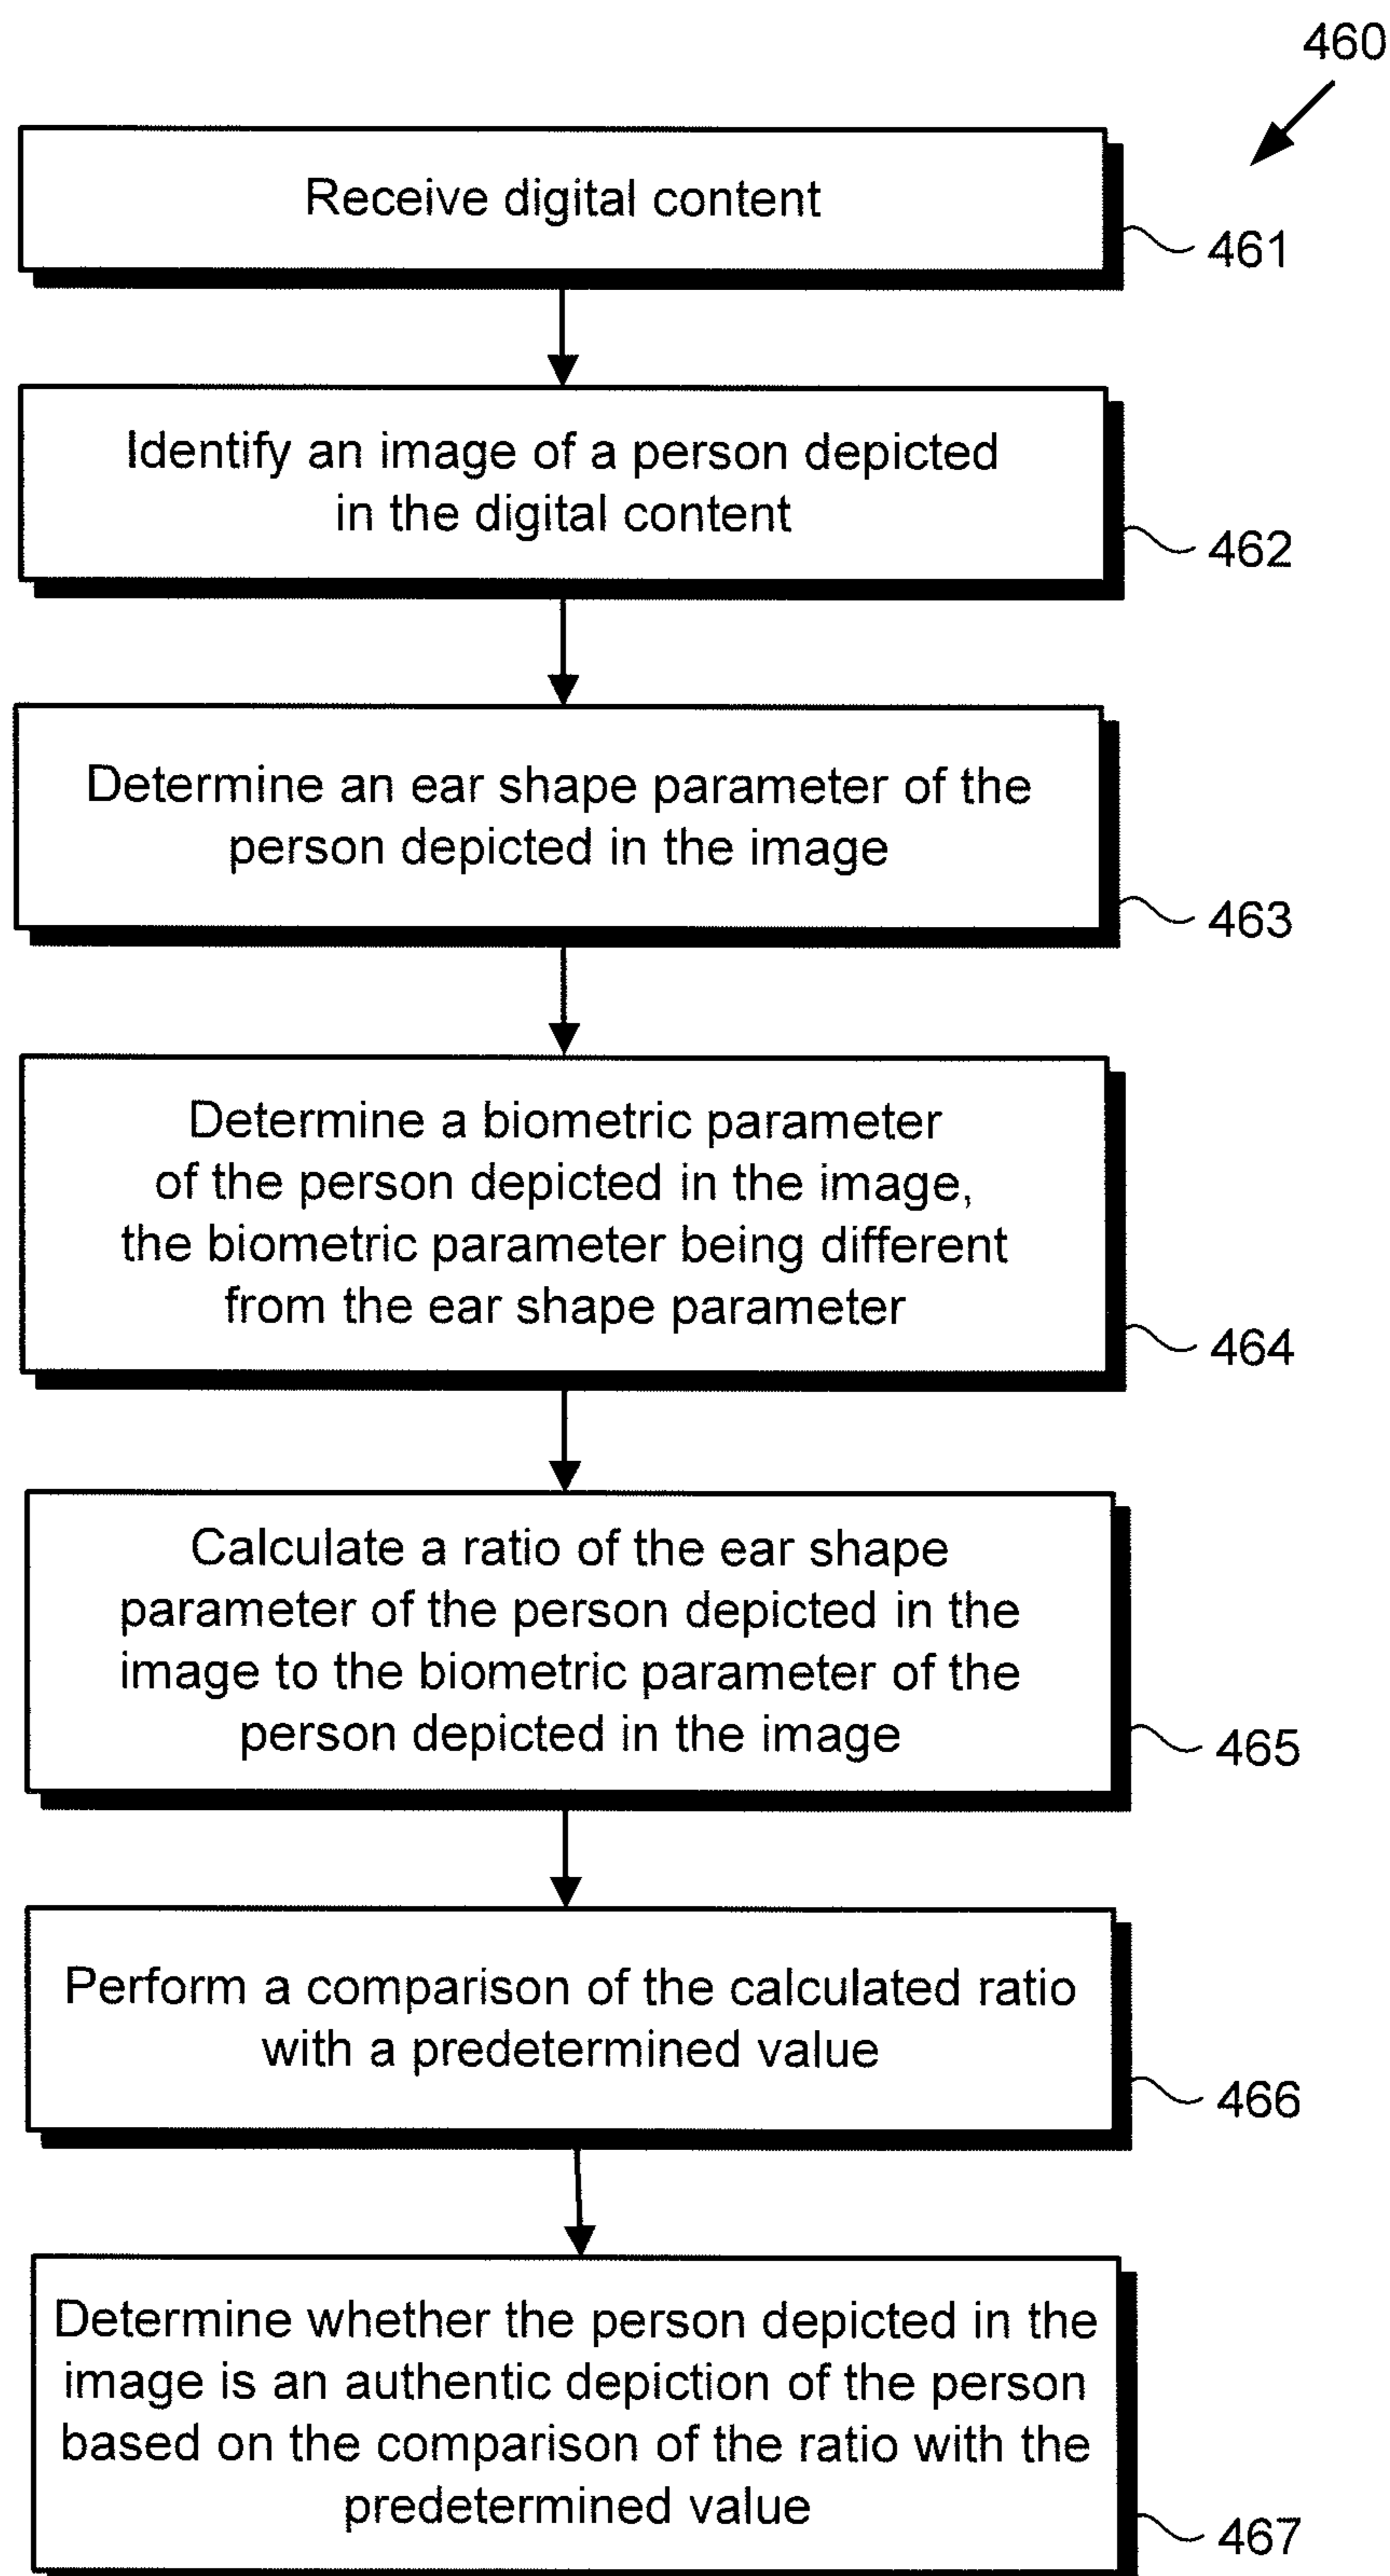 460
Receive digital content
461
Identify an image of a person depicted
in the digital content
462
Determine an ear shape parameter of the
person depicted in the image
463
Determine a biometric parameter
of the person depicted in the image,
the biometric parameter being different
from the ear shape parameter
464
Calculate a ratio of the ear shape
parameter of the person depicted in the
image to the biometric parameter of the
person depicted in the image
465
Perform a comparison of the calculated ratio
with a predetermined value
466
Determine whether the person depicted in the
image is an authentic depiction of the person
based on the comparison of the ratio with the
predetermined value
467